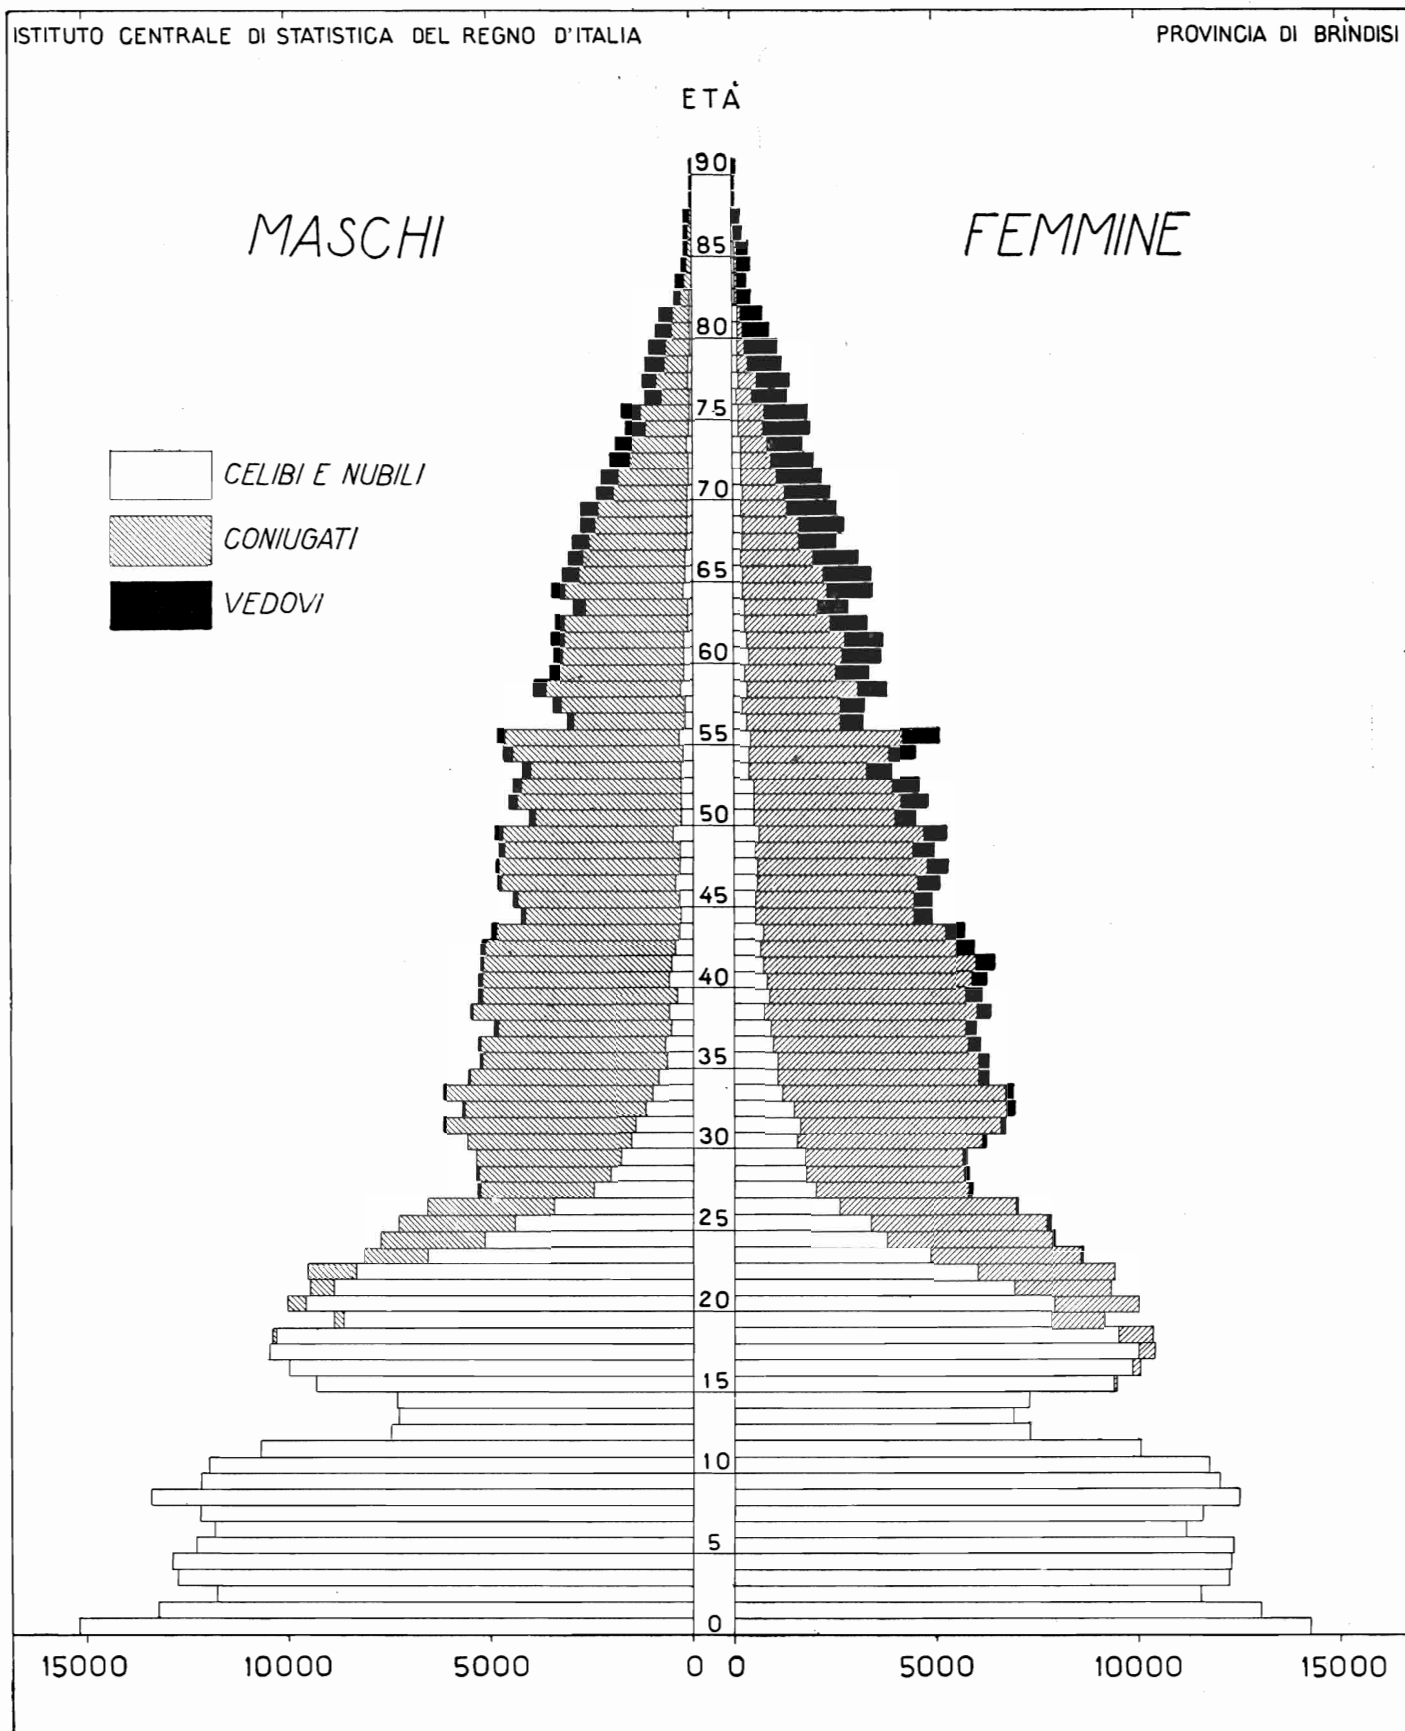 ISTITUTO CENTRALE DI STATISTICA DEL REGNO D'ITALIA
PROVINCIA DI BRINDISI
ETÀ
MASCHI
FEMMINE
CELIBI E NUBILI
CONIUGATI
VEDOVI
90
85
80
75
70
65
60
55
50
45
40
35
30
25
20
15
10
5
0
15000 10000 5000 0 0 5000 10000 15000